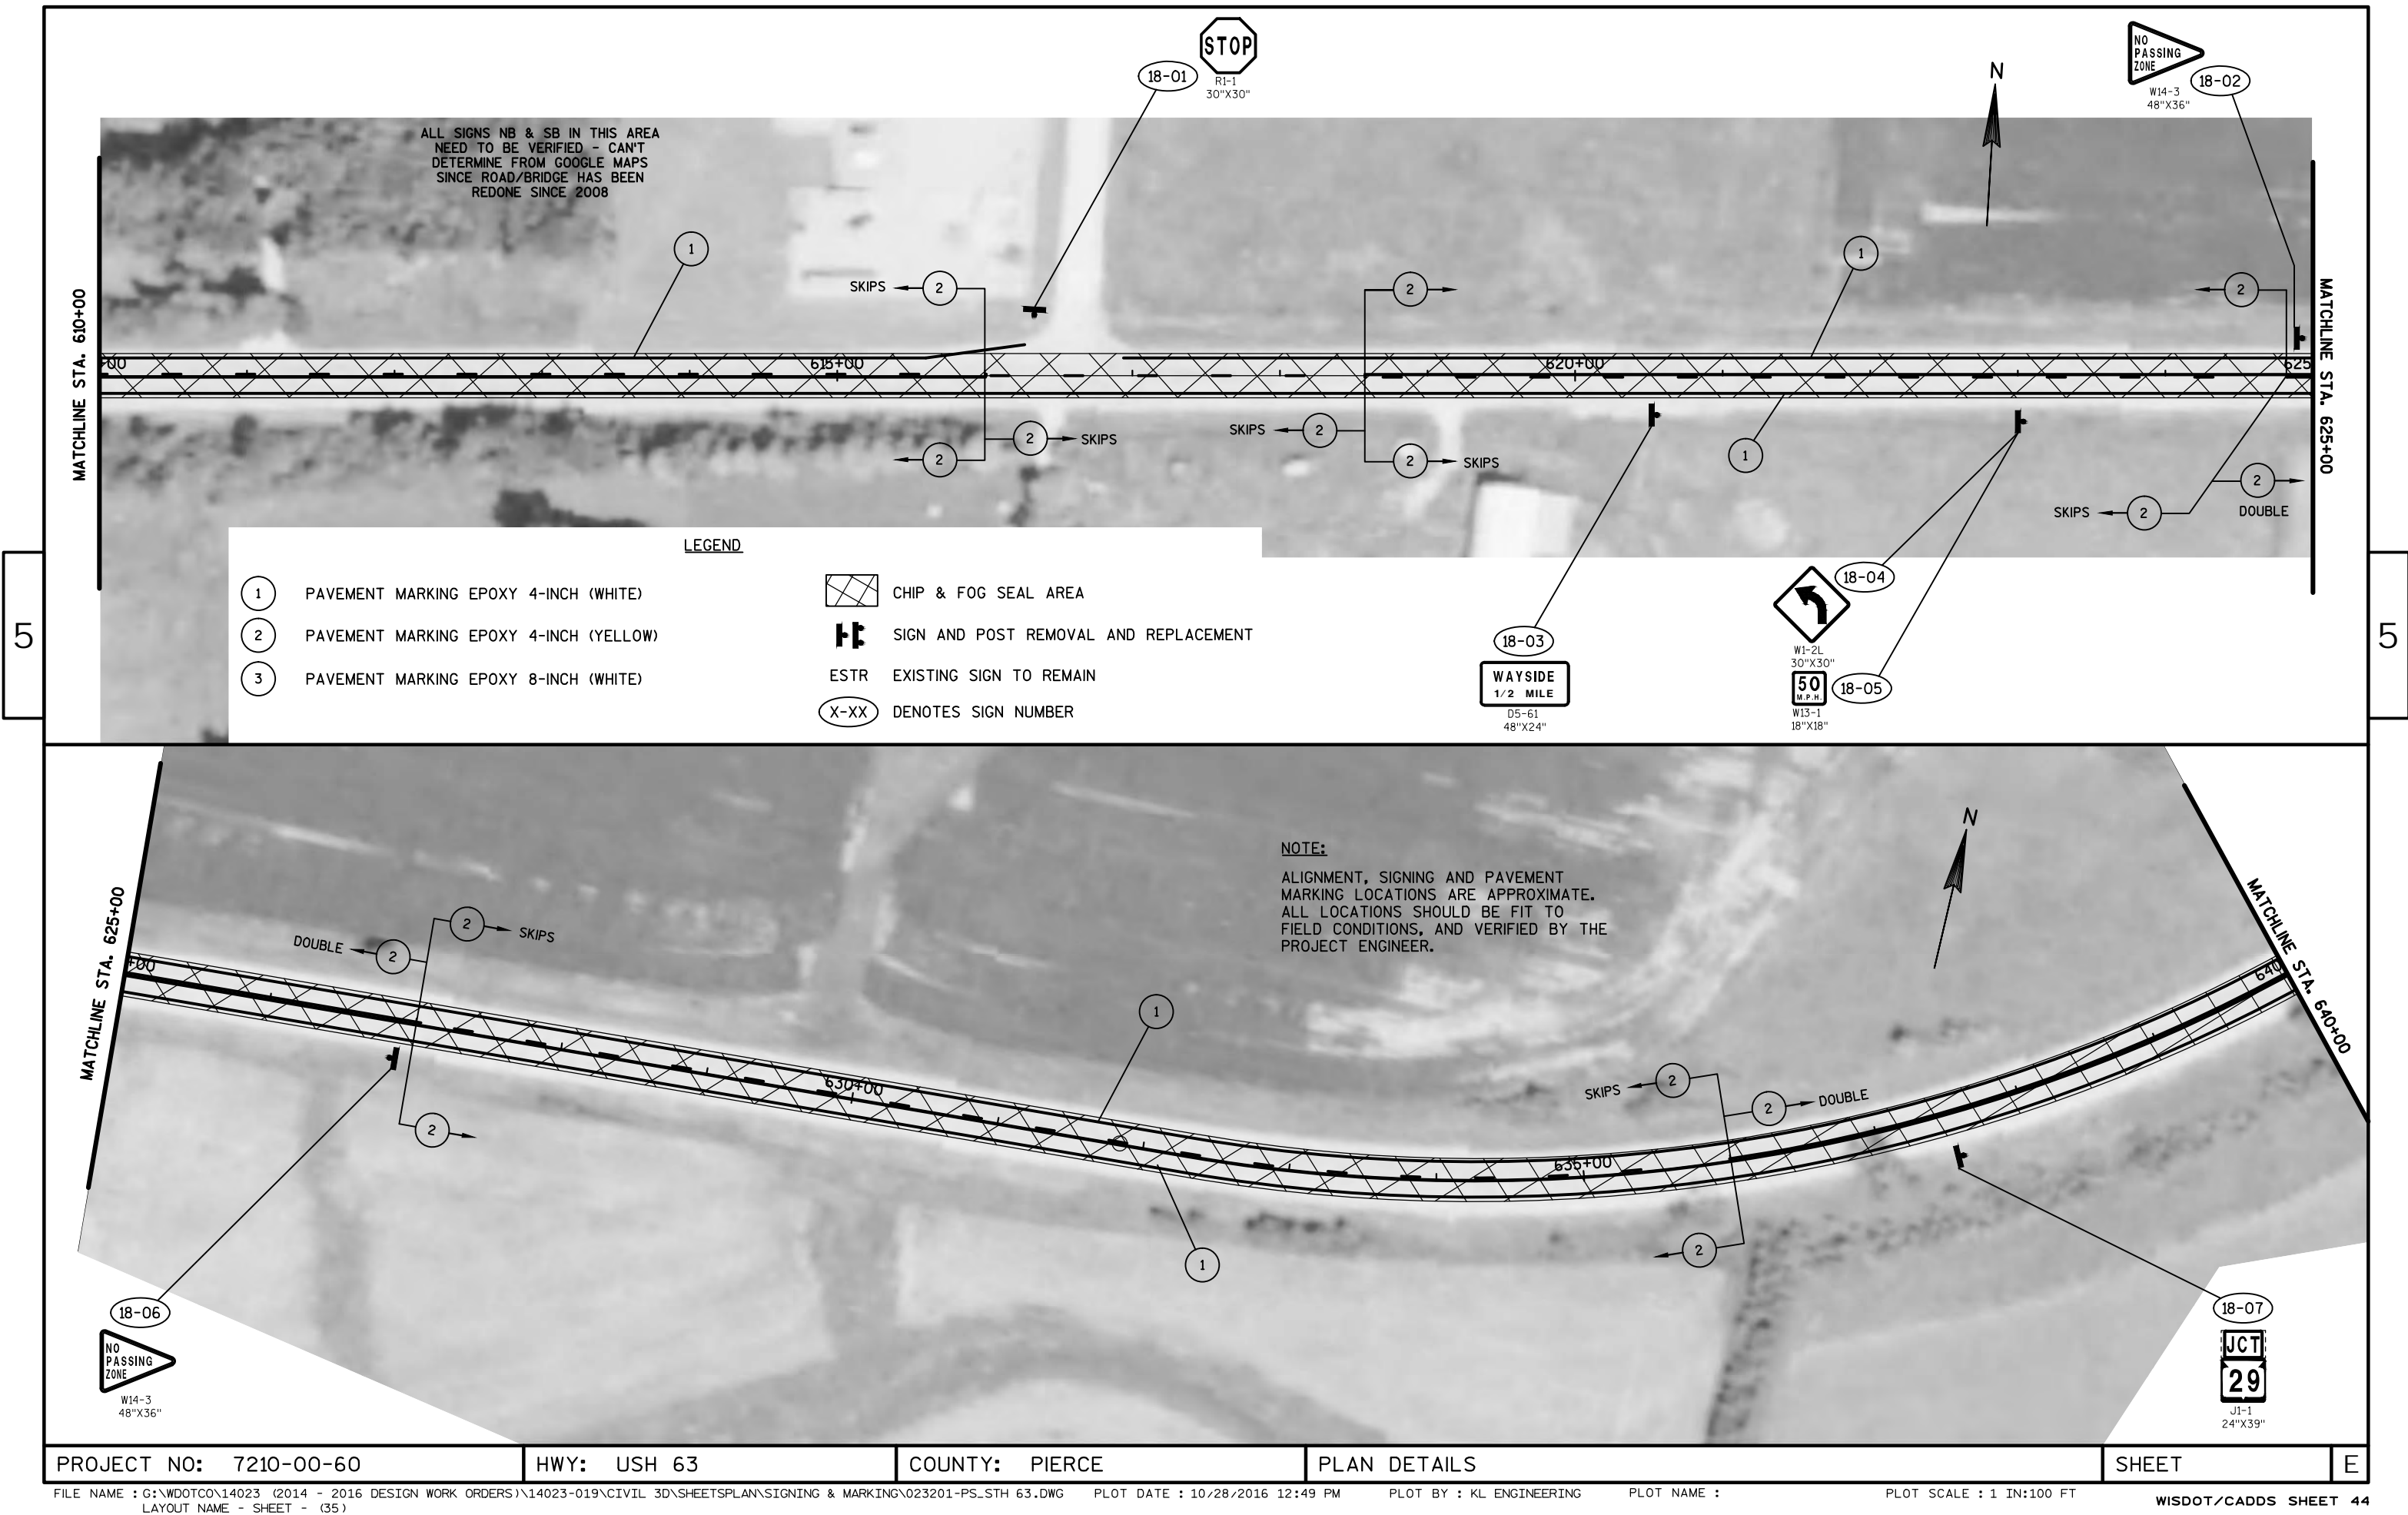 STOP
R1-1
30"X30"
18-01
NO
PASSING
ZONE
W14-3
48"X36"
18-02
N
ALL SIGNS NB & SB IN THIS AREA
NEED TO BE VERIFIED - CAN'T
DETERMINE FROM GOOGLE MAPS
SINCE ROAD/BRIDGE HAS BEEN
REDONE SINCE 2008
MATCHLINE STA. 610+00
MATCHLINE STA. 625+00
1
1
SKIPS 2
2
2
+00
615+00
620+00
625
2 SKIPS
2
SKIPS 2
2 SKIPS
1
2
DOUBLE
SKIPS 2
LEGEND
1 PAVEMENT MARKING EPOXY 4-INCH (WHITE)
2 PAVEMENT MARKING EPOXY 4-INCH (YELLOW)
3 PAVEMENT MARKING EPOXY 8-INCH (WHITE)
CHIP & FOG SEAL AREA
SIGN AND POST REMOVAL AND REPLACEMENT
ESTR EXISTING SIGN TO REMAIN
X-XX DENOTES SIGN NUMBER
18-03
WAYSIDE
1/2 MILE
D5-61
48"X24"
18-04
W1-2L
30"X30"
50
M.P.H.
18-05
W13-1
18"X18"
5
5
MATCHLINE STA. 625+00
MATCHLINE STA. 640+00
NOTE:
ALIGNMENT, SIGNING AND PAVEMENT
MARKING LOCATIONS ARE APPROXIMATE.
ALL LOCATIONS SHOULD BE FIT TO
FIELD CONDITIONS, AND VERIFIED BY THE
PROJECT ENGINEER.
N
2 SKIPS
DOUBLE 2
+00
630+00
635+00
640
1
2
SKIPS 2
2 DOUBLE
2
1
18-06
NO
PASSING
ZONE
W14-3
48"X36"
18-07
JCT
29
J1-1
24"X39"
PROJECT NO: 7210-00-60
HWY: USH 63
COUNTY: PIERCE
PLAN DETAILS
SHEET
E
FILE NAME : G:\WDOTCO\14023 (2014 - 2016 DESIGN WORK ORDERS)\14023-019\CIVIL 3D\SHEETSPLAN\SIGNING & MARKING\023201-PS_STH 63.DWG
LAYOUT NAME - SHEET - (35)
PLOT DATE : 10/28/2016 12:49 PM
PLOT BY : KL ENGINEERING
PLOT NAME :
PLOT SCALE : 1 IN:100 FT
WISDOT/CADDS SHEET 44